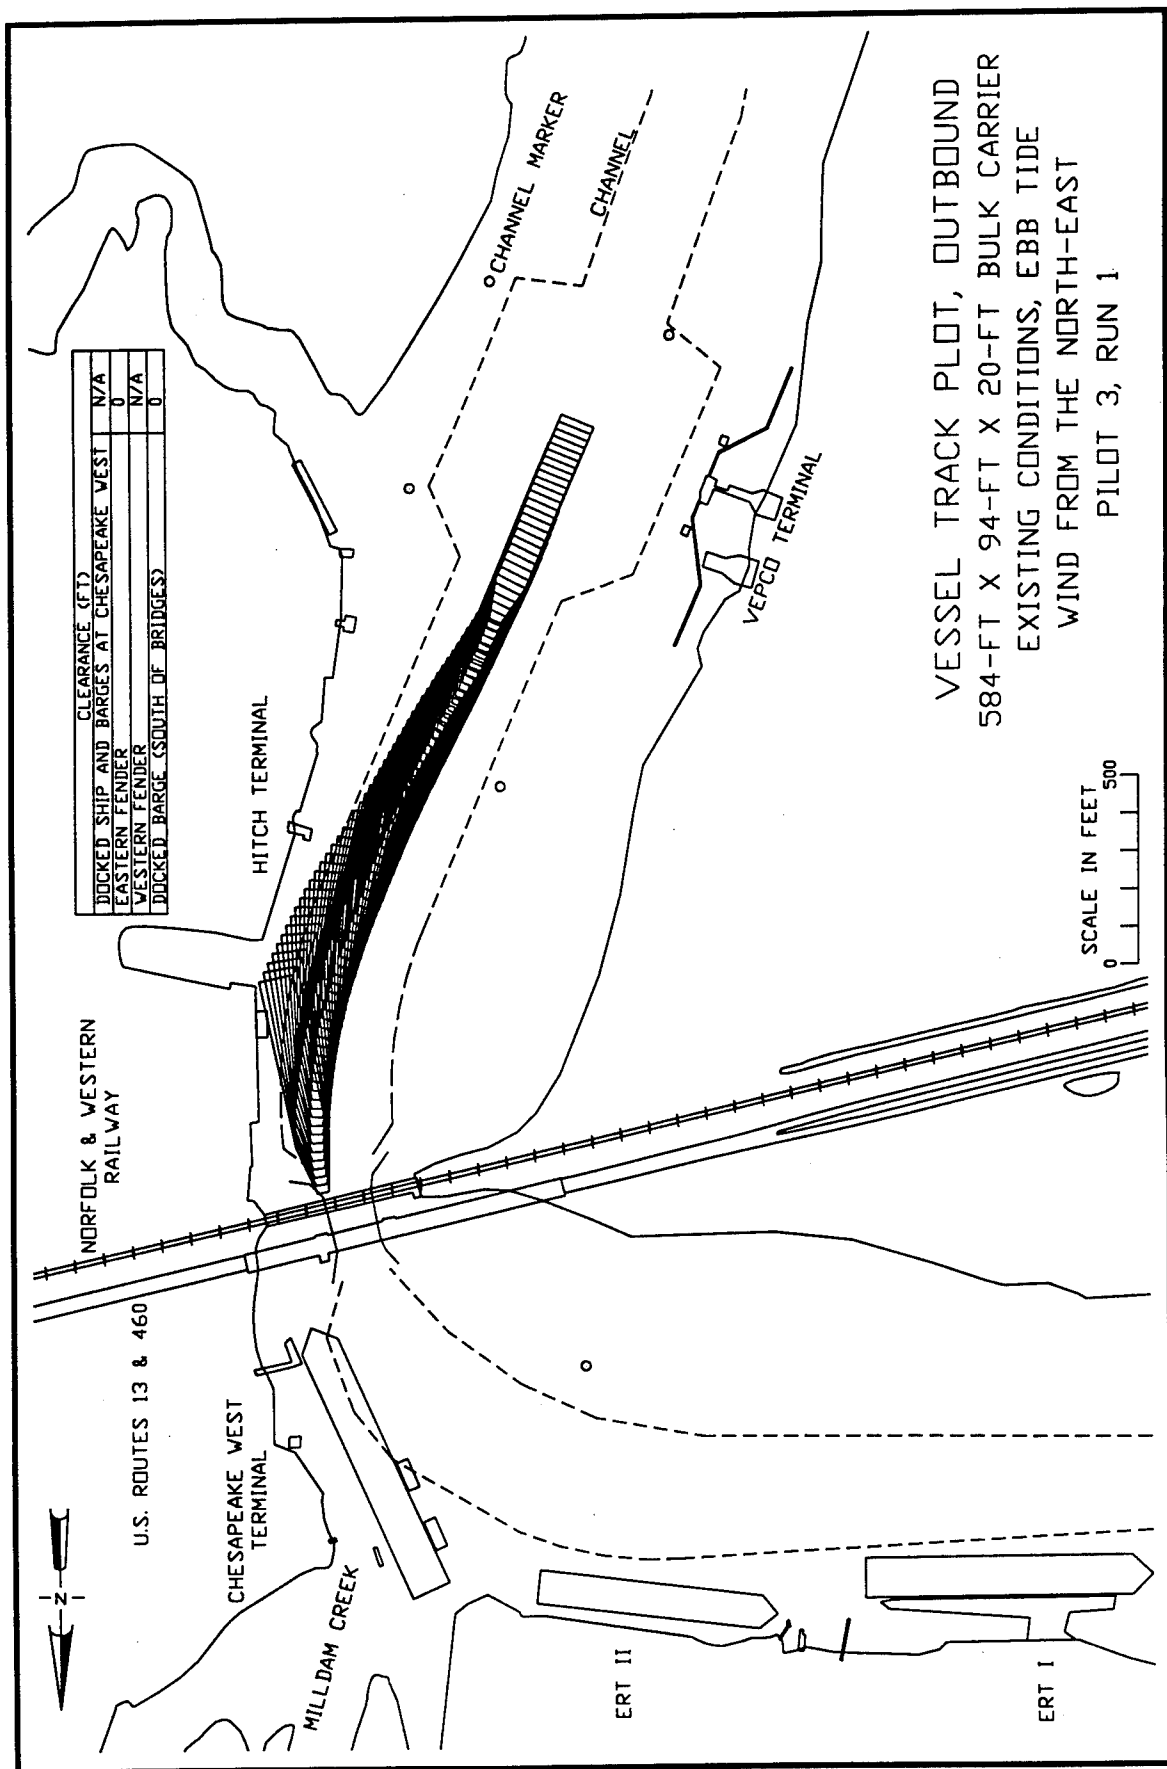 CLEARANCE (FT)
DOCKED SHIP AND BARGES AT CHESAPEAKE WEST N/A
EASTERN FENDER 0
WESTERN FENDER N/A
DOCKED BARGE (SOUTH OF BRIDGES) 0
N
U.S. ROUTES 13 & 460
NORFOLK & WESTERN
RAILWAY
HITCH TERMINAL
CHANNEL MARKER
CHANNEL
CHESAPEAKE WEST
TERMINAL
MILLDAM CREEK
VEPCO TERMINAL
ERT II
ERT I
SCALE IN FEET
0 500
VESSEL TRACK PLOT, OUTBOUND
584-FT X 94-FT X 20-FT BULK CARRIER
EXISTING CONDITIONS, EBB TIDE
WIND FROM THE NORTH-EAST
PILOT 3, RUN 1